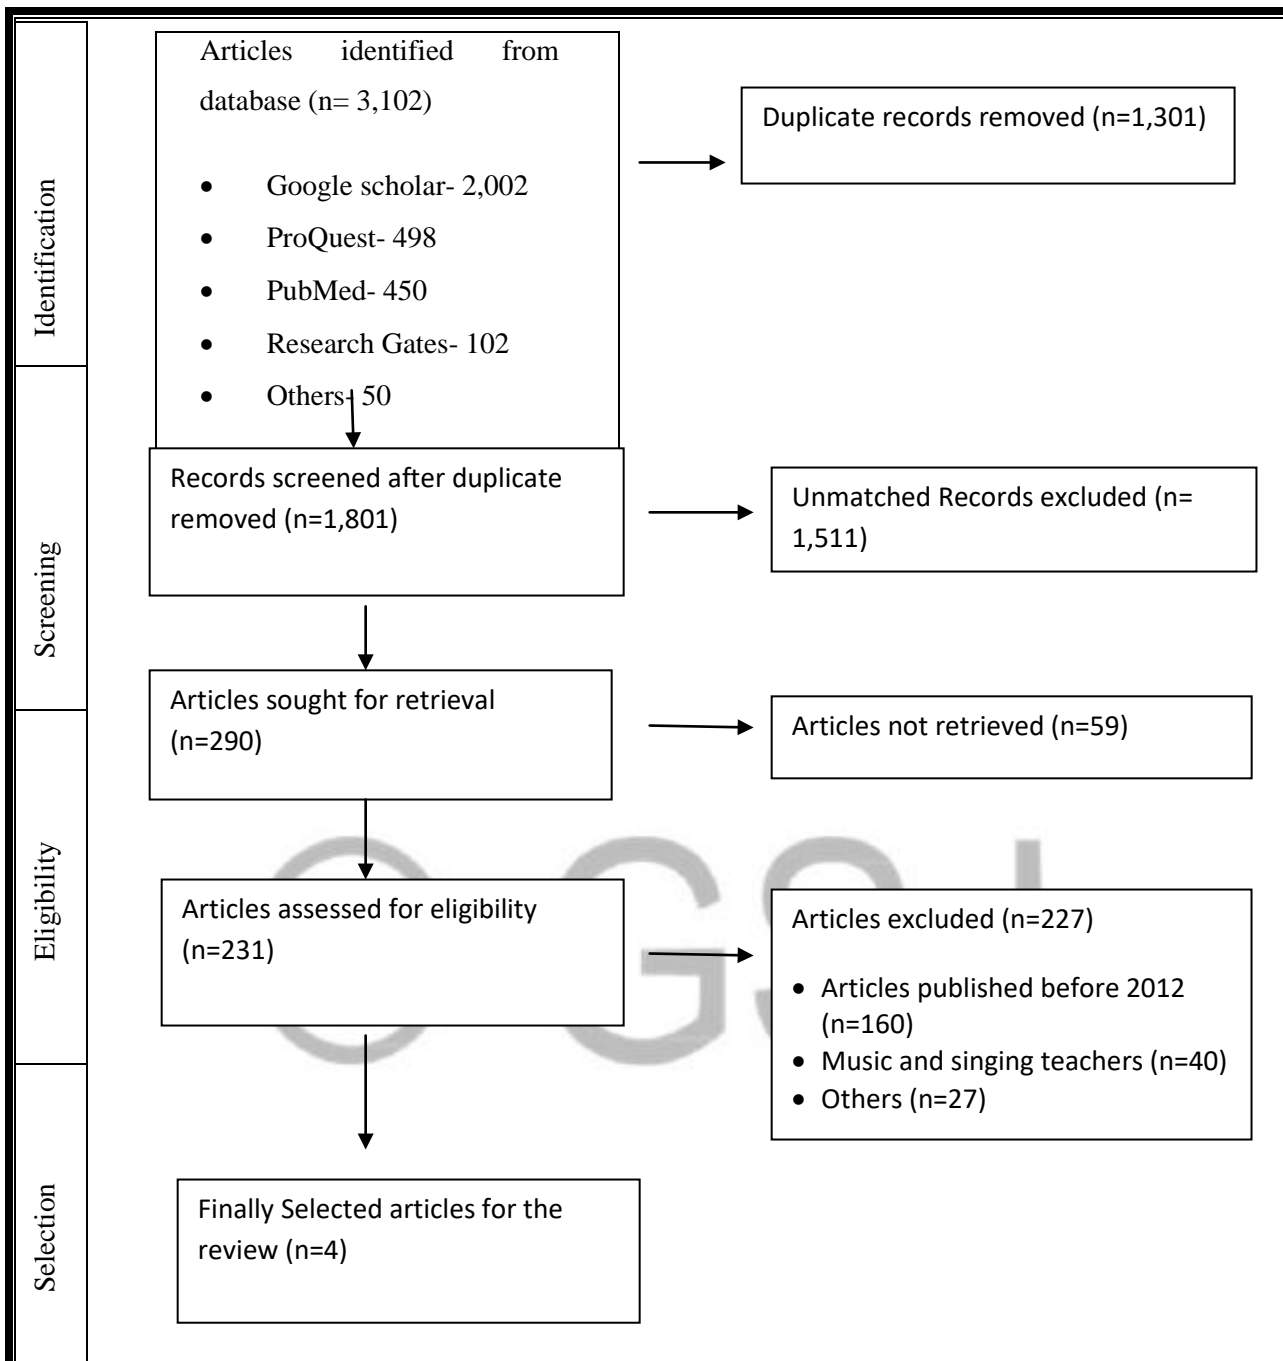 Identification
Articles identified from
database (n= 3,102)
• Google scholar- 2,002
• ProQuest- 498
• PubMed- 450
• Research Gates- 102
• Others- 50
Duplicate records removed (n=1,301)
Screening
Records screened after duplicate
removed (n=1,801)
Unmatched Records excluded (n=
1,511)
Articles sought for retrieval
(n=290)
Articles not retrieved (n=59)
Eligibility
Articles assessed for eligibility
(n=231)
Articles excluded (n=227)
• Articles published before 2012
(n=160)
• Music and singing teachers (n=40)
• Others (n=27)
Selection
Finally Selected articles for the
review (n=4)
© GSJ